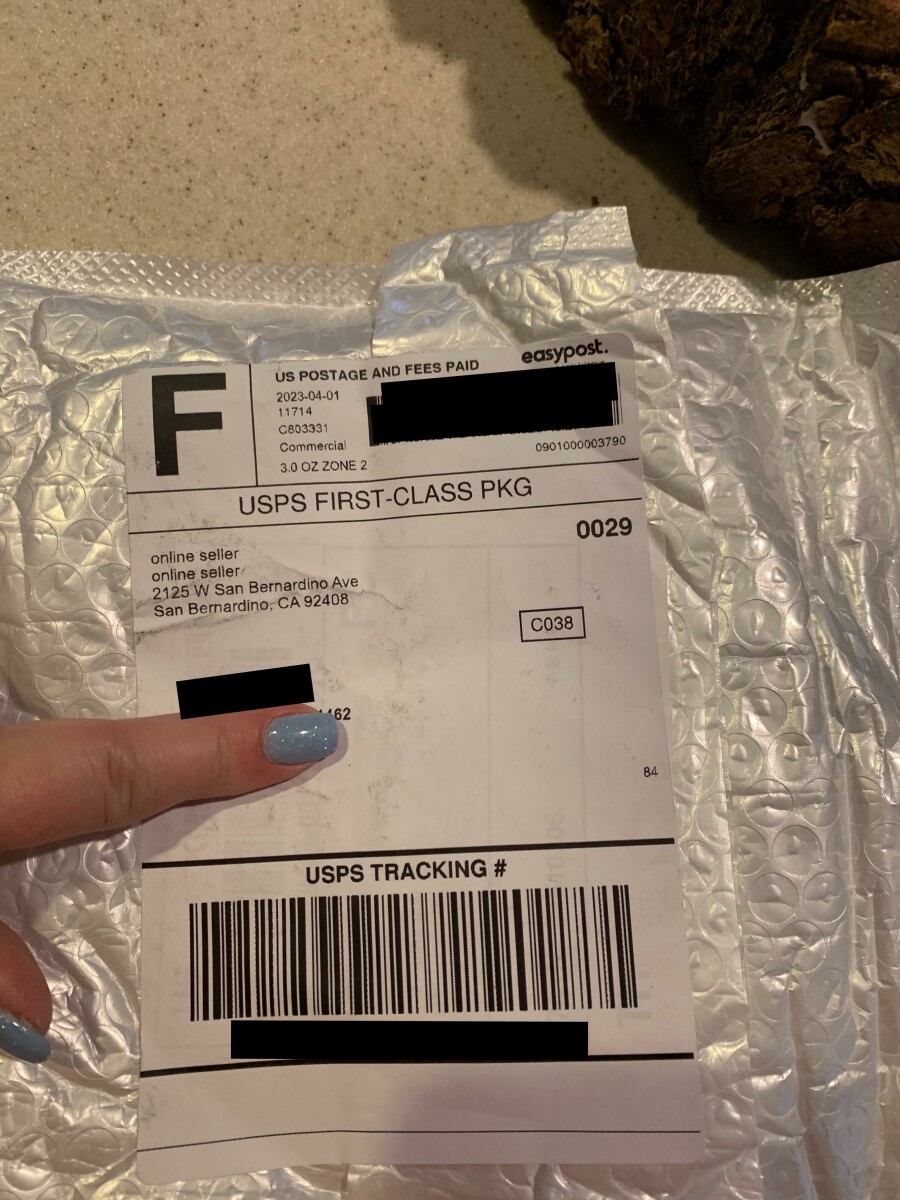 F
US POSTAGE AND FEES PAID
easypost.
2023-04-01
11714
C803331
Commercial
3.0 OZ ZONE 2
0901000003790
USPS FIRST-CLASS PKG
0029
online seller
online seller
2125 W San Bernardino Ave
San Bernardino, CA 92408
C038
462
84
USPS TRACKING #